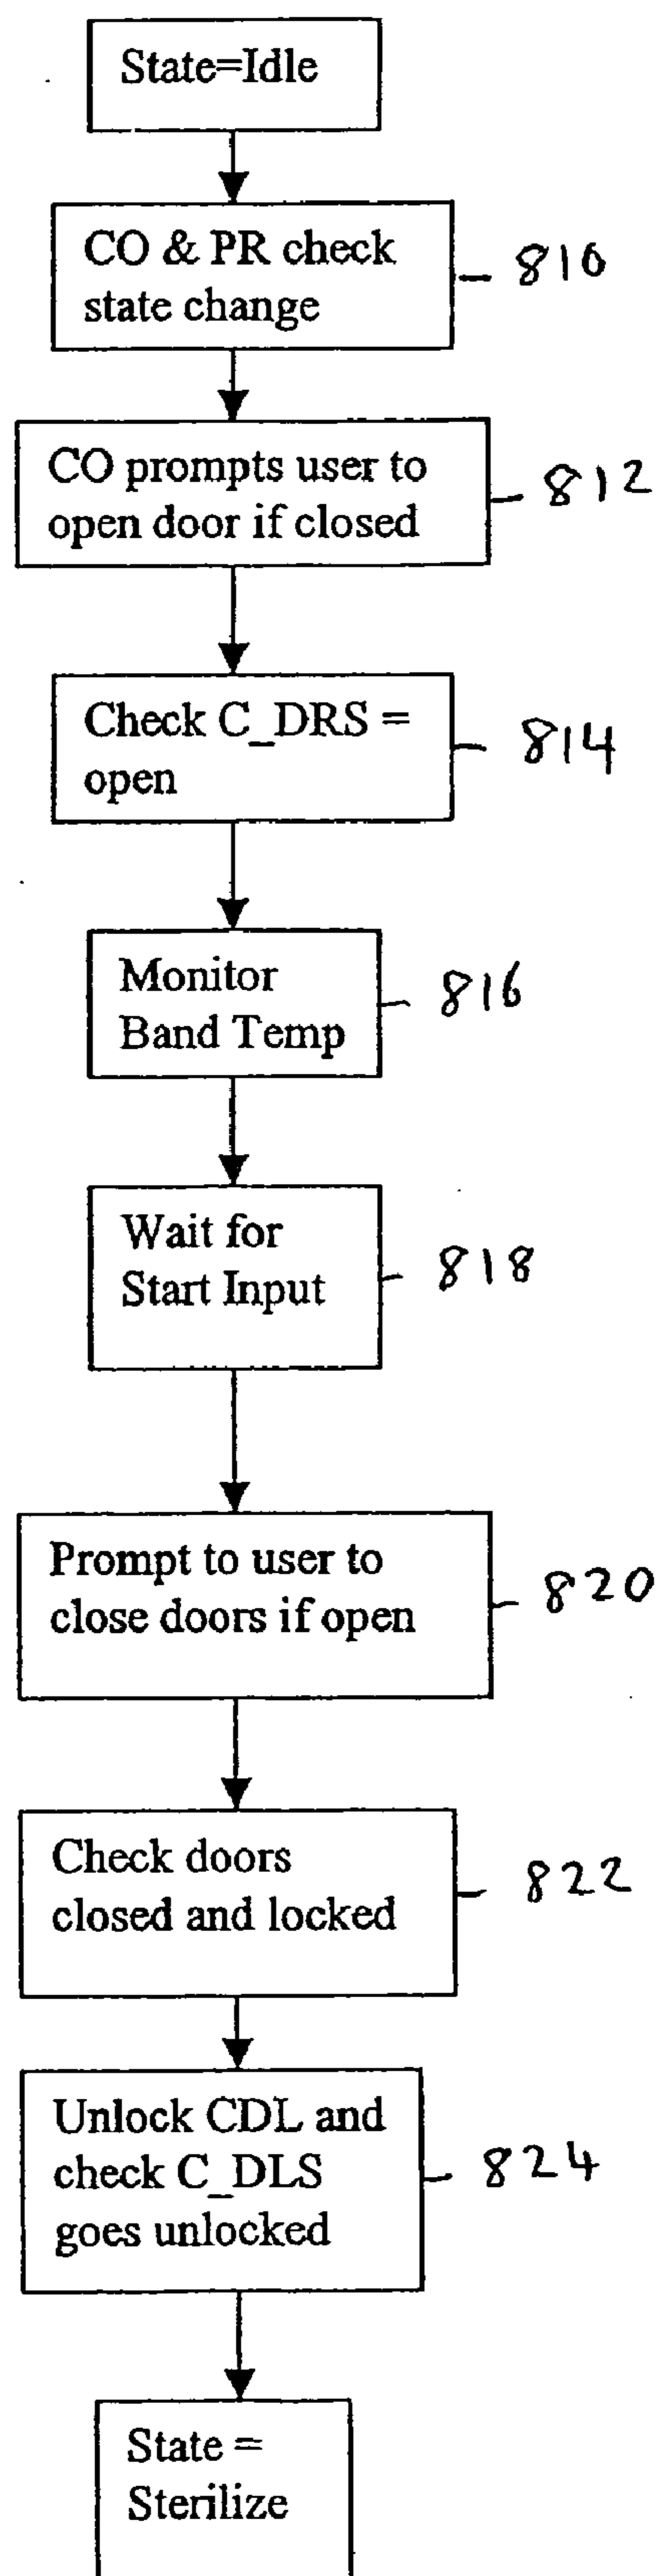 State=Idle
CO & PR check
state change
810
CO prompts user to
open door if closed
812
Check C_DRS =
open
814
Monitor
Band Temp
816
Wait for
Start Input
818
Prompt to user to
close doors if open
820
Check doors
closed and locked
822
Unlock CDL and
check C_DLS
goes unlocked
824
State =
Sterilize